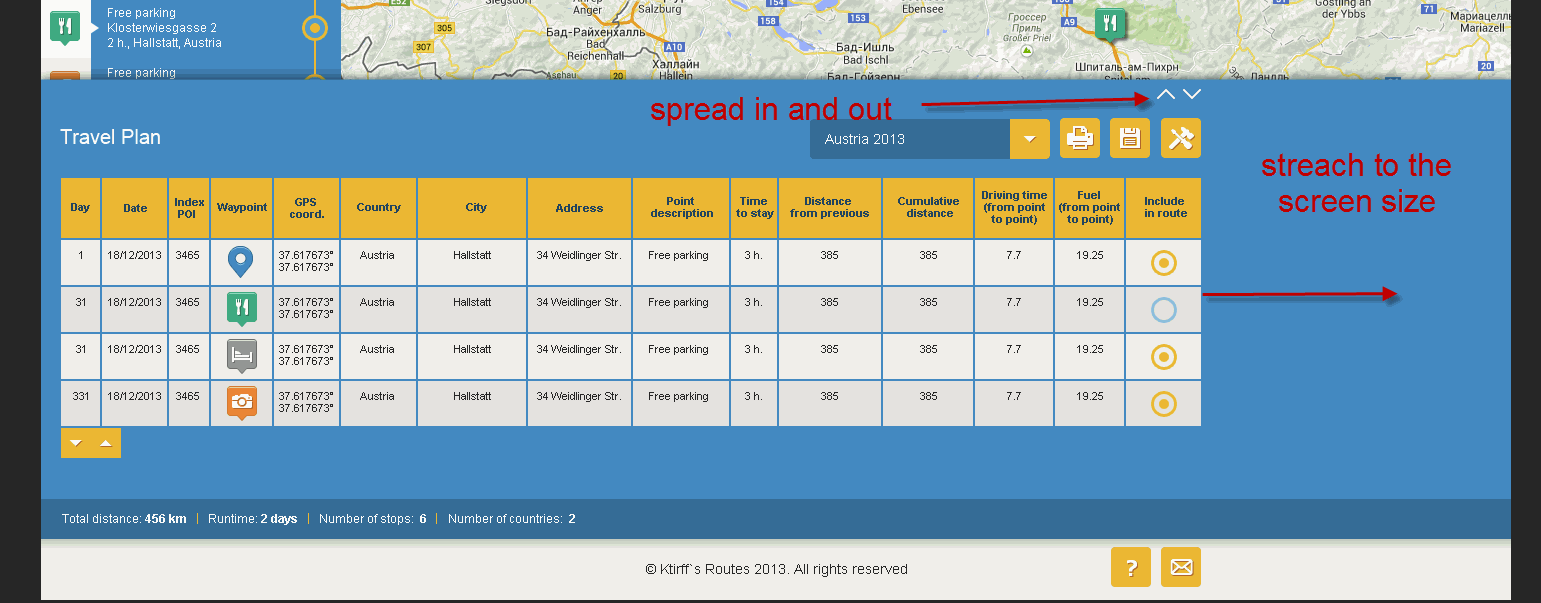 Free parking
Klosterwiesgasse 2
2 h., Hallstatt, Austria
Free parking
E52
Anger
Salzburg
154
158
153
Ebensee
Гроссер
Приль
Großer Priel
A9
71
Gostling an
der Ybbs
Мариацелль
Mariazell
305
307
Бад-Райхенхалль
Bad
Reichenhall
A10
Халлайн
Hallein
Aschau
20
Бад-Ишль
Bad Ischl
Бад-Гойзерн
Шпиталь-ам-Пихрн
Spital am
Ландль
20
spread in and out
Travel Plan
Austria 2013
streach to the
screen size
Day
Date
Index
POI
Waypoint
GPS
coord.
Country
City
Address
Point
description
Time
to stay
Distance
from previous
Cumulative
distance
Driving time
(from point
to point)
Fuel
(from point
to point)
Include
in route
1 18/12/2013 3465 37.617673° Austria Hallstatt 34 Weidlinger Str. Free parking 3 h. 385 385 7.7 19.25
37.617673°
31 18/12/2013 3465 37.617673° Austria Hallstatt 34 Weidlinger Str. Free parking 3 h. 385 385 7.7 19.25
37.617673°
31 18/12/2013 3465 37.617673° Austria Hallstatt 34 Weidlinger Str. Free parking 3 h. 385 385 7.7 19.25
37.617673°
331 18/12/2013 3465 37.617673° Austria Hallstatt 34 Weidlinger Str. Free parking 3 h. 385 385 7.7 19.25
37.617673°
Total distance: 456 km | Runtime: 2 days | Number of stops: 6 | Number of countries: 2
© Ktirff`s Routes 2013. All rights reserved
?